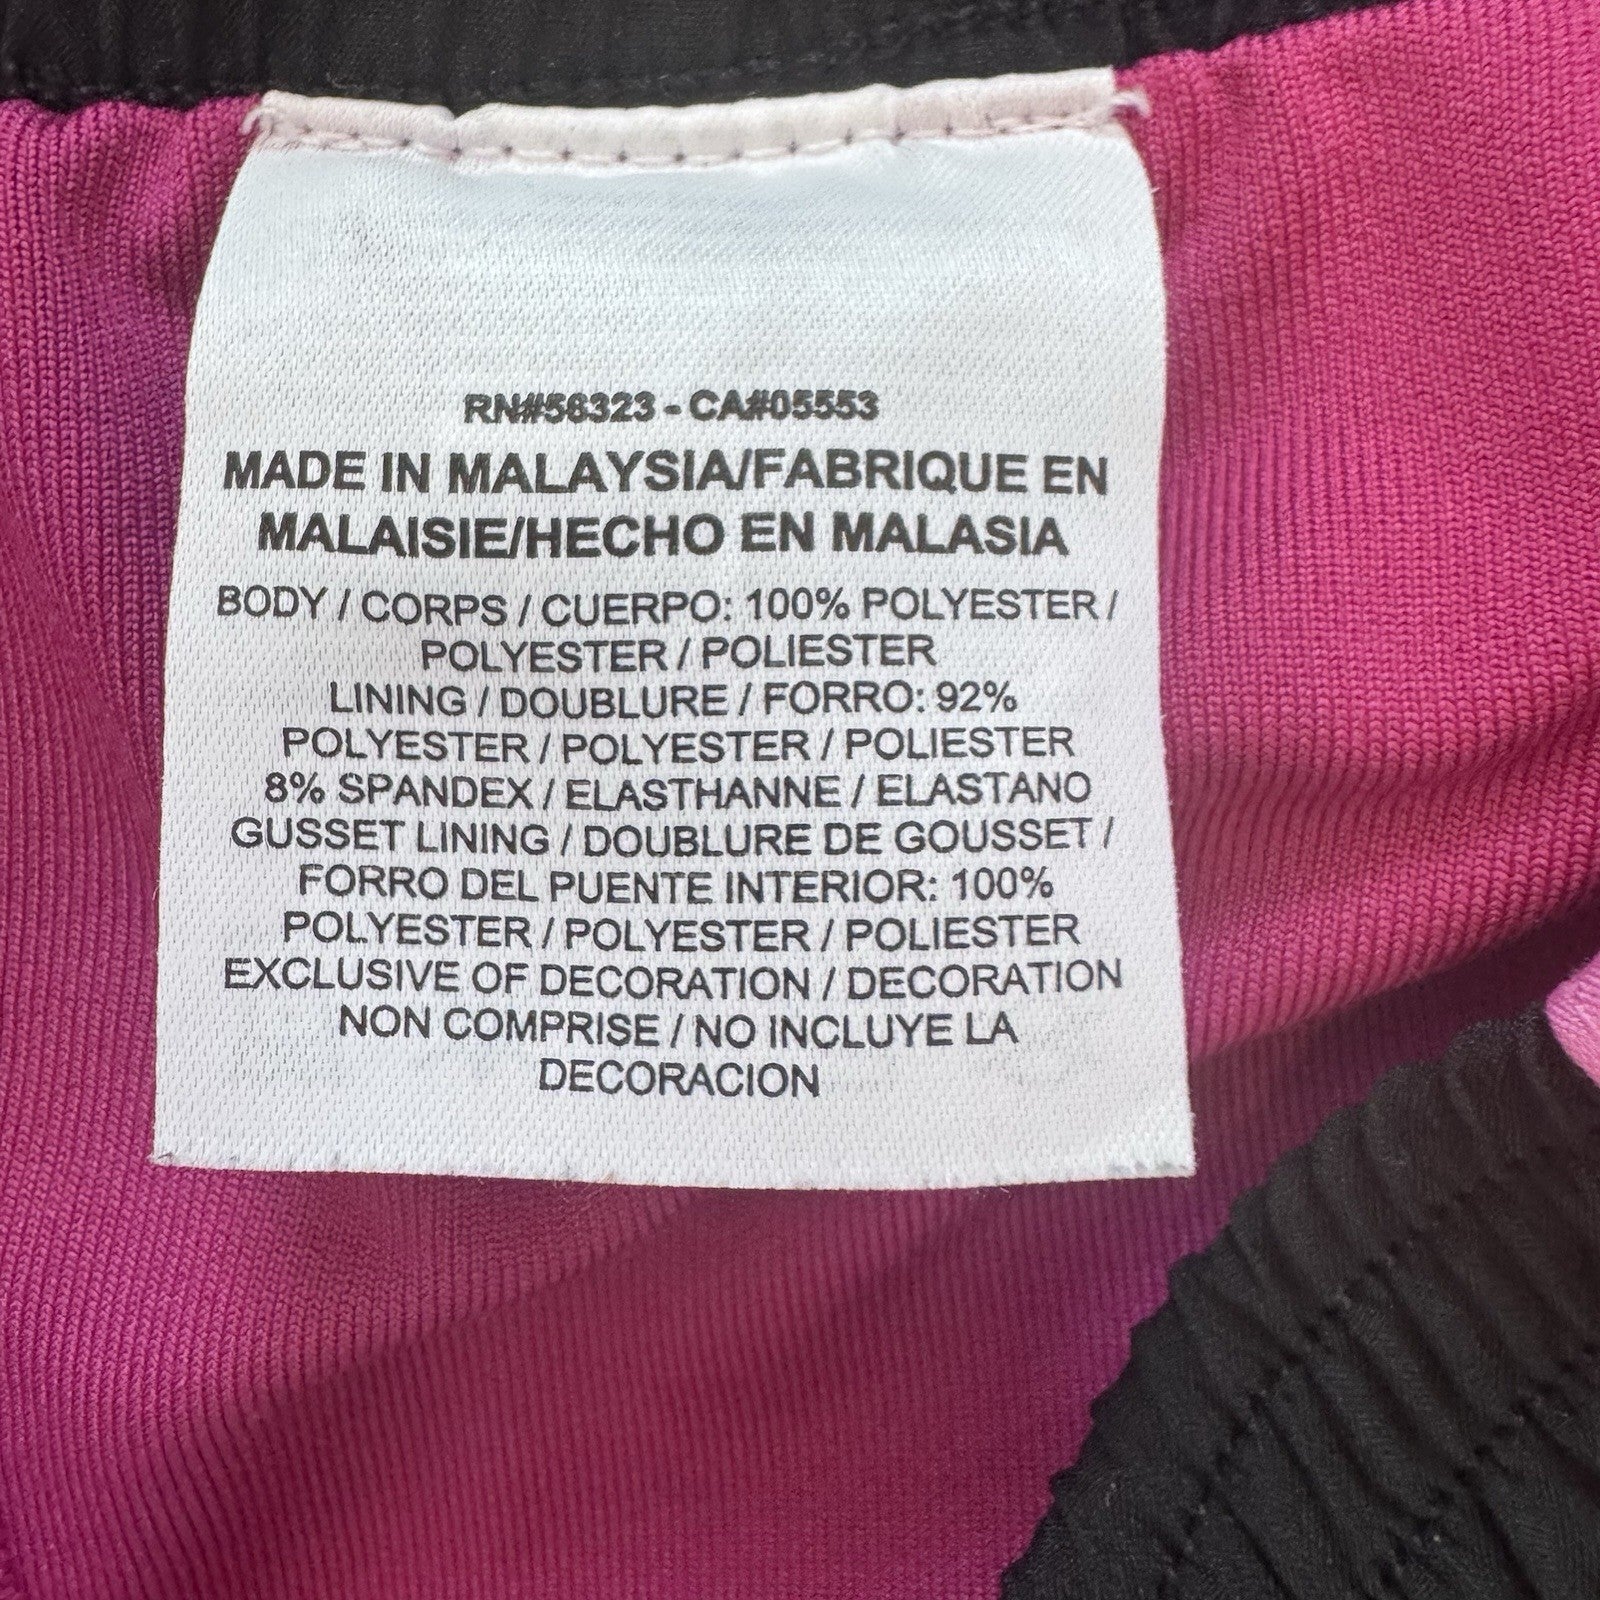 RN#56323 - CA#05553
MADE IN MALAYSIA/FABRIQUE EN
MALAISIE/HECHO EN MALASIA
BODY / CORPS / CUERPO: 100% POLYESTER /
POLYESTER / POLIESTER
LINING / DOUBLURE / FORRO: 92%
POLYESTER / POLYESTER / POLIESTER
8% SPANDEX / ELASTHANNE / ELASTANO
GUSSET LINING / DOUBLURE DE GOUSSET /
FORRO DEL PUENTE INTERIOR: 100%
POLYESTER / POLYESTER / POLIESTER
EXCLUSIVE OF DECORATION / DECORATION
NON COMPRISE / NO INCLUYE LA
DECORACION